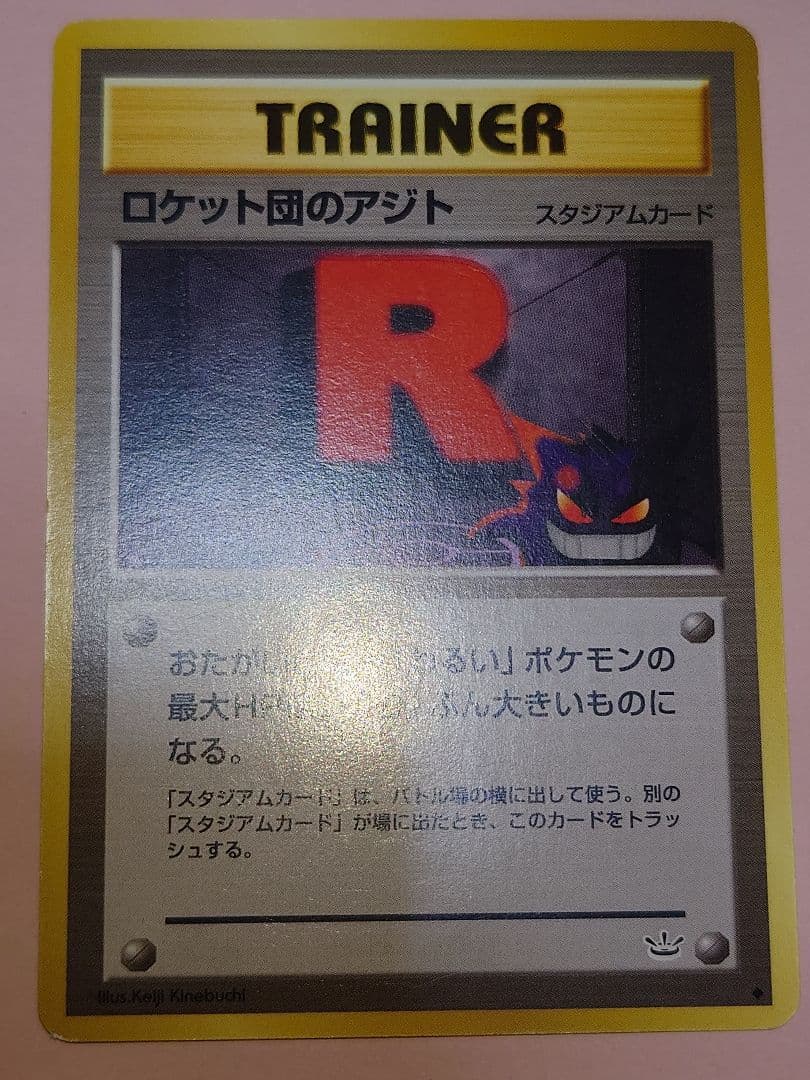 TRAINER
ロケット団のアジト
スタジアムカード
R
おたがい るい」ポケモンの
最大HP ぶん大きいものに
なる。
「スタジアムカード」は、バトル場の横に出して使う。別の
「スタジアムカード」が場に出たとき、このカードをトラッ
シュする。
Illus.Keiji Kinebuchi